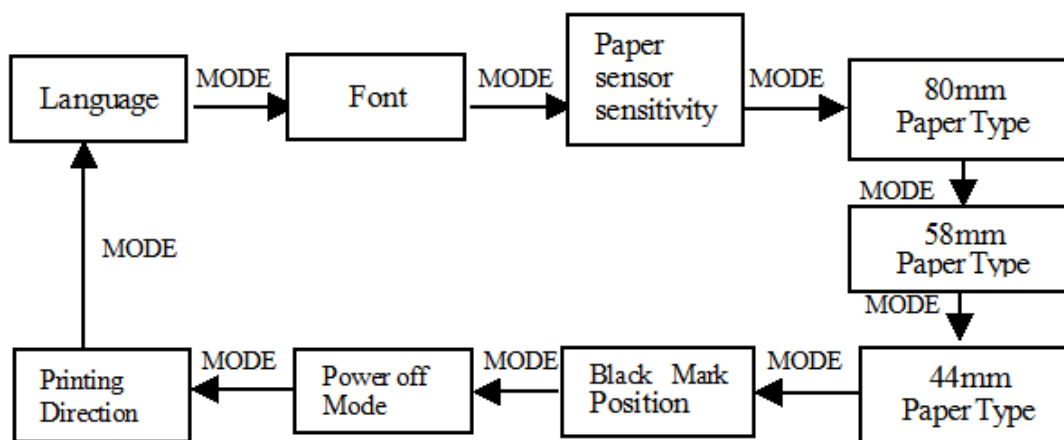 Language
MODE
Font
MODE
Paper
sensor
sensitivity
MODE
80mm
Paper Type
MODE
58mm
Paper Type
MODE
44mm
Paper Type
MODE
Black Mark
Position
MODE
Power off
Mode
MODE
Printing
Direction
MODE